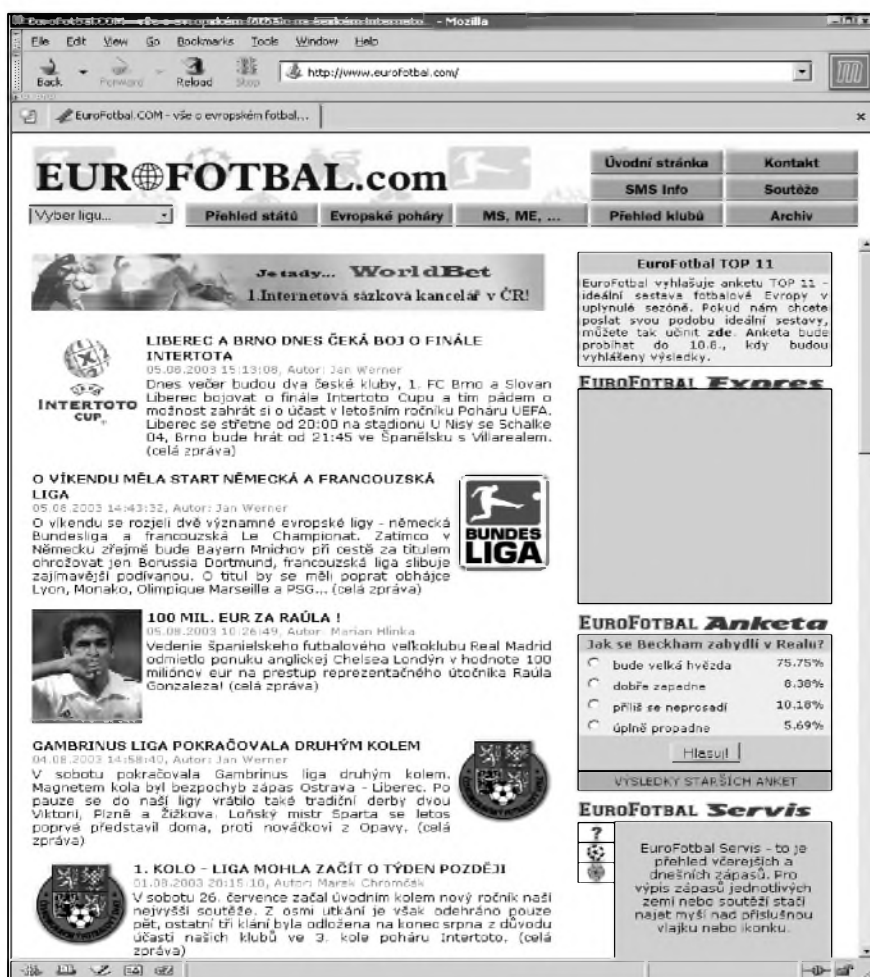 EuroFotbal.COM - vše o evropském fotbale na českém internetu - Mozilla
File Edit View Go Bookmarks Tools Window Help
Back Forward Reload Stop http://www.eurofotbal.com/
EuroFotbal.COM - vše o evropském fotbal...
EUROFOTBAL.com
Úvodní stránka Kontakt
SMS Info Soutěže
Vyber ligu... Přehled států Evropské poháry MS, ME, ... Přehled klubů Archiv
Je tady... WorldBet
1.Internetová sázková kancelář v ČR!
LIBEREC A BRNO DNES ČEKÁ BOJ O FINÁLE
INTERTOTA
05.08.2003 15:13:08, Autor: Jan Werner
INTERTOTO
CUP
Dnes večer budou dva české kluby, 1. FC Brno a Slovan
Liberec bojovat o finále Intertoto Cupu a tím pádem o
možnost zahrát si o účast v letošním ročníku Poháru UEFA.
Liberec se střetne od 20:00 na stadionu U Nisy se Schalke
04, Brno bude hrát od 21:45 ve Španělsku s Villarealem.
(celá zpráva)
O VÍKENDU MĚLA START NĚMECKÁ A FRANCOUZSKÁ
LIGA
05.08.2003 14:43:32, Autor: Jan Werner
O víkendu se rozjeli dvě významné evropské ligy - německá
Bundesliga a francouzská Le Championat. Zatímco v
Německu zřejmě bude Bayern Mnichov při cestě za titulem
ohrožovat jen Borussia Dortmund, francouzská liga slibuje
zajímavější podívanou. O titul by se měli poprat obhájce
Lyon, Monako, Olimpique Marseille a PSG... (celá zpráva)
BUNDES
LIGA
100 MIL. EUR ZA RAÚLA !
05.08.2003 10:26:49, Autor: Marian Hlinka
Vedenie španielskeho futbalového veľkoklubu Real Madrid
odmietlo ponuku anglickej Chelsea Londýn v hodnote 100
miliónov eur na prestup reprezentačného útočníka Raúla
Gonzaleza! (celá zpráva)
GAMBRINUS LIGA POKRAČOVALA DRUHÝM KOLEM
04.08.2003 14:58:40, Autor: Jan Werner
V sobotu pokračovala Gambrinus liga druhým kolem.
Magnetem kola byl bezpochyb zápas Ostrava - Liberec. Po
pauze se do naší ligy vrátilo také tradiční derby dvou
Viktorií, Plzně a Žižkova. Loňský mistr Sparta se letos
poprvé představil doma, proti nováčkovi z Opavy. (celá
zpráva)
1. KOLO - LIGA MOHLA ZAČÍT O TÝDEN POZDĚJI
01.08.2003 20:15:10, Autor: Marek Chromčák
V sobotu 26. července začal úvodním kolem nový ročník naší
nejvyšší soutěže. Z osmi utkání je však odehráno pouze
pět, ostatní tři klání byla odložena na konec srpna z důvodu
účasti našich klubů ve 3. kole poháru Intertoto. (celá
zpráva)
EuroFotbal TOP 11
EuroFotbal vyhlašuje anketu TOP 11 -
ideální sestava fotbalové Evropy v
uplynulé sezóně. Pokud nám chcete
poslat svou podobu ideální sestavy,
můžete tak učinit zde. Anketa bude
probíhat do 10.8., kdy budou
vyhlášeny výsledky.
EUROFOTBAL Expres
EUROFOTBAL Anketa
Jak se Beckham zabydlí v Realu?
bude velká hvězda 75.75%
dobře zapadne 8.38%
příliš se neprosadí 10.18%
úplně propadne 5.69%
Hlasuj!
VÝSLEDKY STARŠÍCH ANKET
EUROFOTBAL Servis
?
EuroFotbal Servis - to je
přehled včerejších a
dnešních zápasů. Pro
výpis zápasů jednotlivých
zemí nebo soutěží stačí
najet myší nad příslušnou
vlajku nebo ikonku.